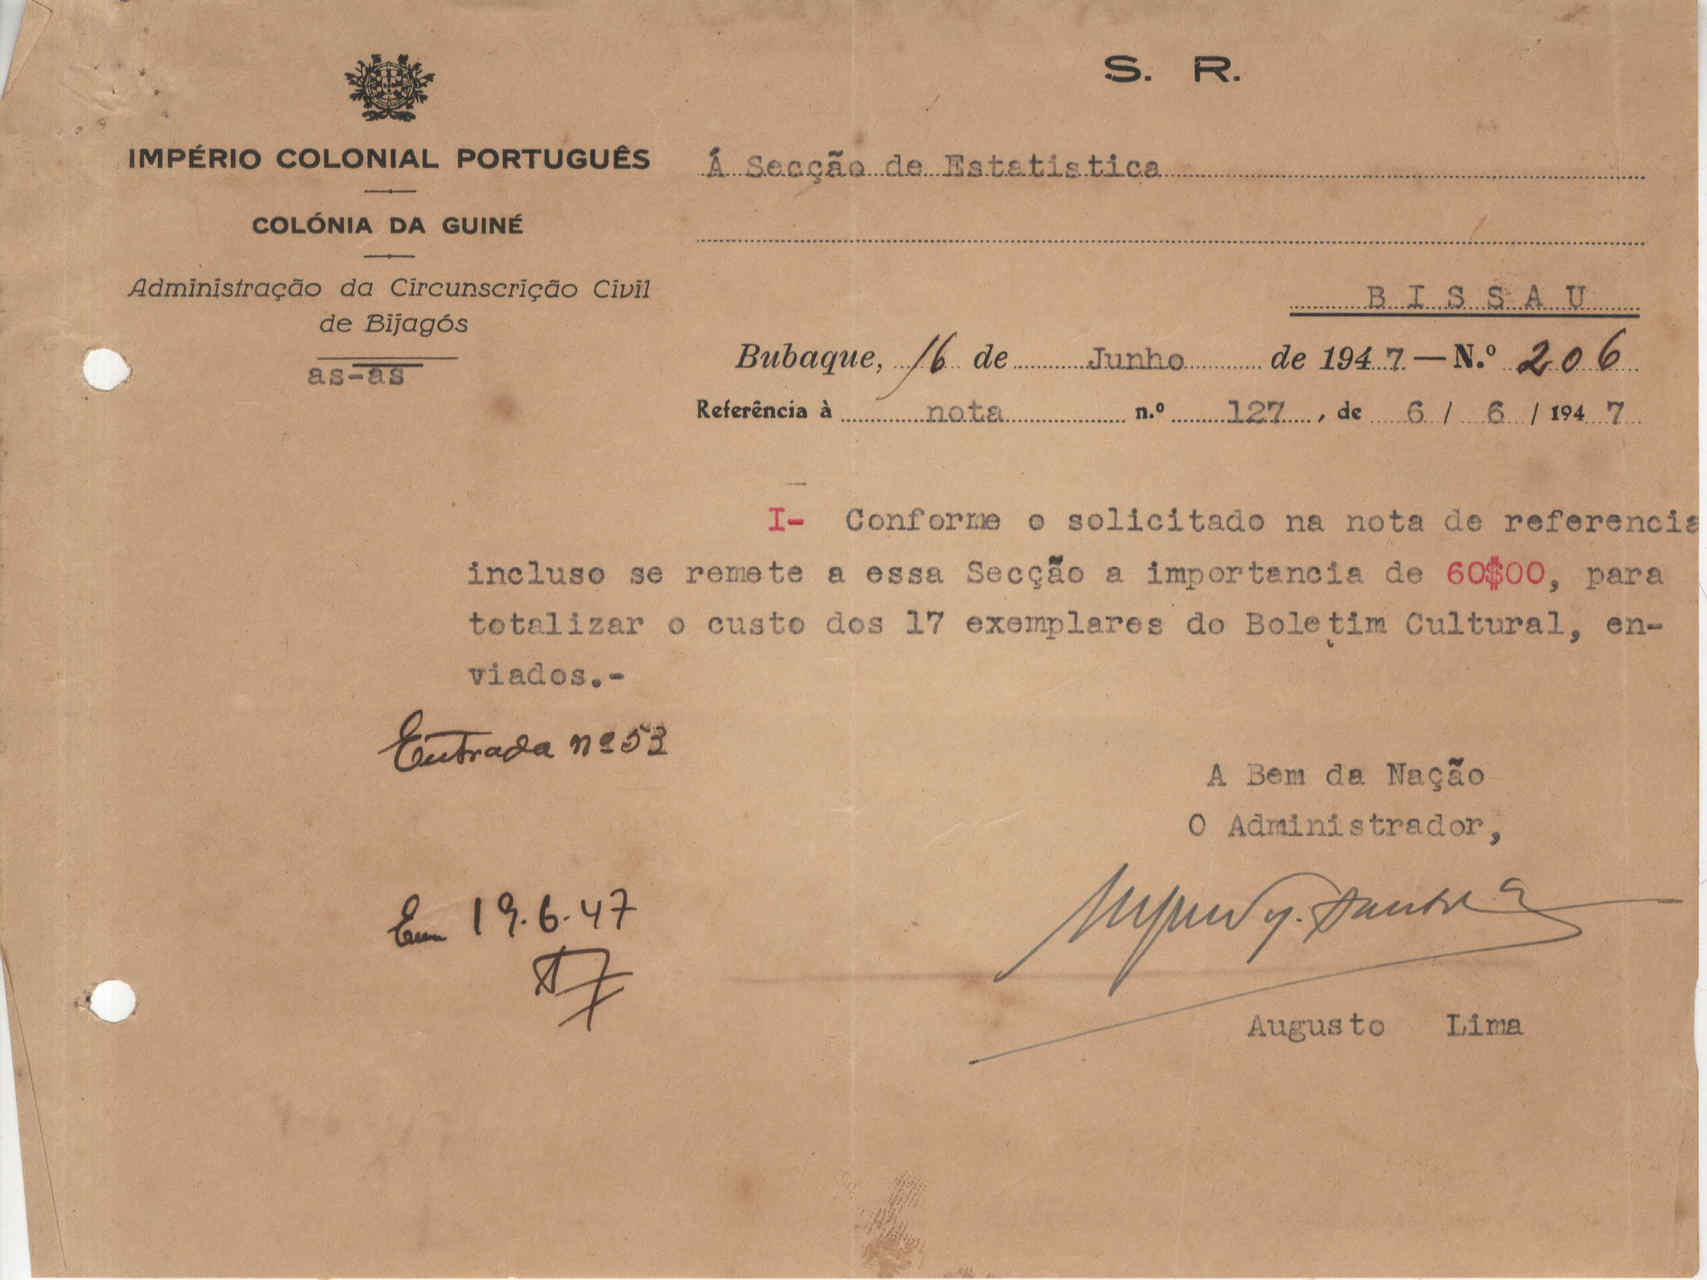 S. R.
IMPÉRIO COLONIAL PORTUGUÊS
COLÓNIA DA GUINÉ
Administração da Circunscrição Civil
de Bijagós
as-as
Á Secção de Estatistica
BISSAU
Bubaque, 16 de Junho de 1947 — N.º 206
Referência à nota n.º 127, de 6 / 6 / 1947
I- Conforme o solicitado na nota de referencia
incluso se remete a essa Secção a importancia de 60$00, para
totalizar o custo dos 17 exemplares do Boletim Cultural, en-
viados.-
Entrada nº 53
A Bem da Nação
O Administrador,
Em 19.6.47
Augusto Lima